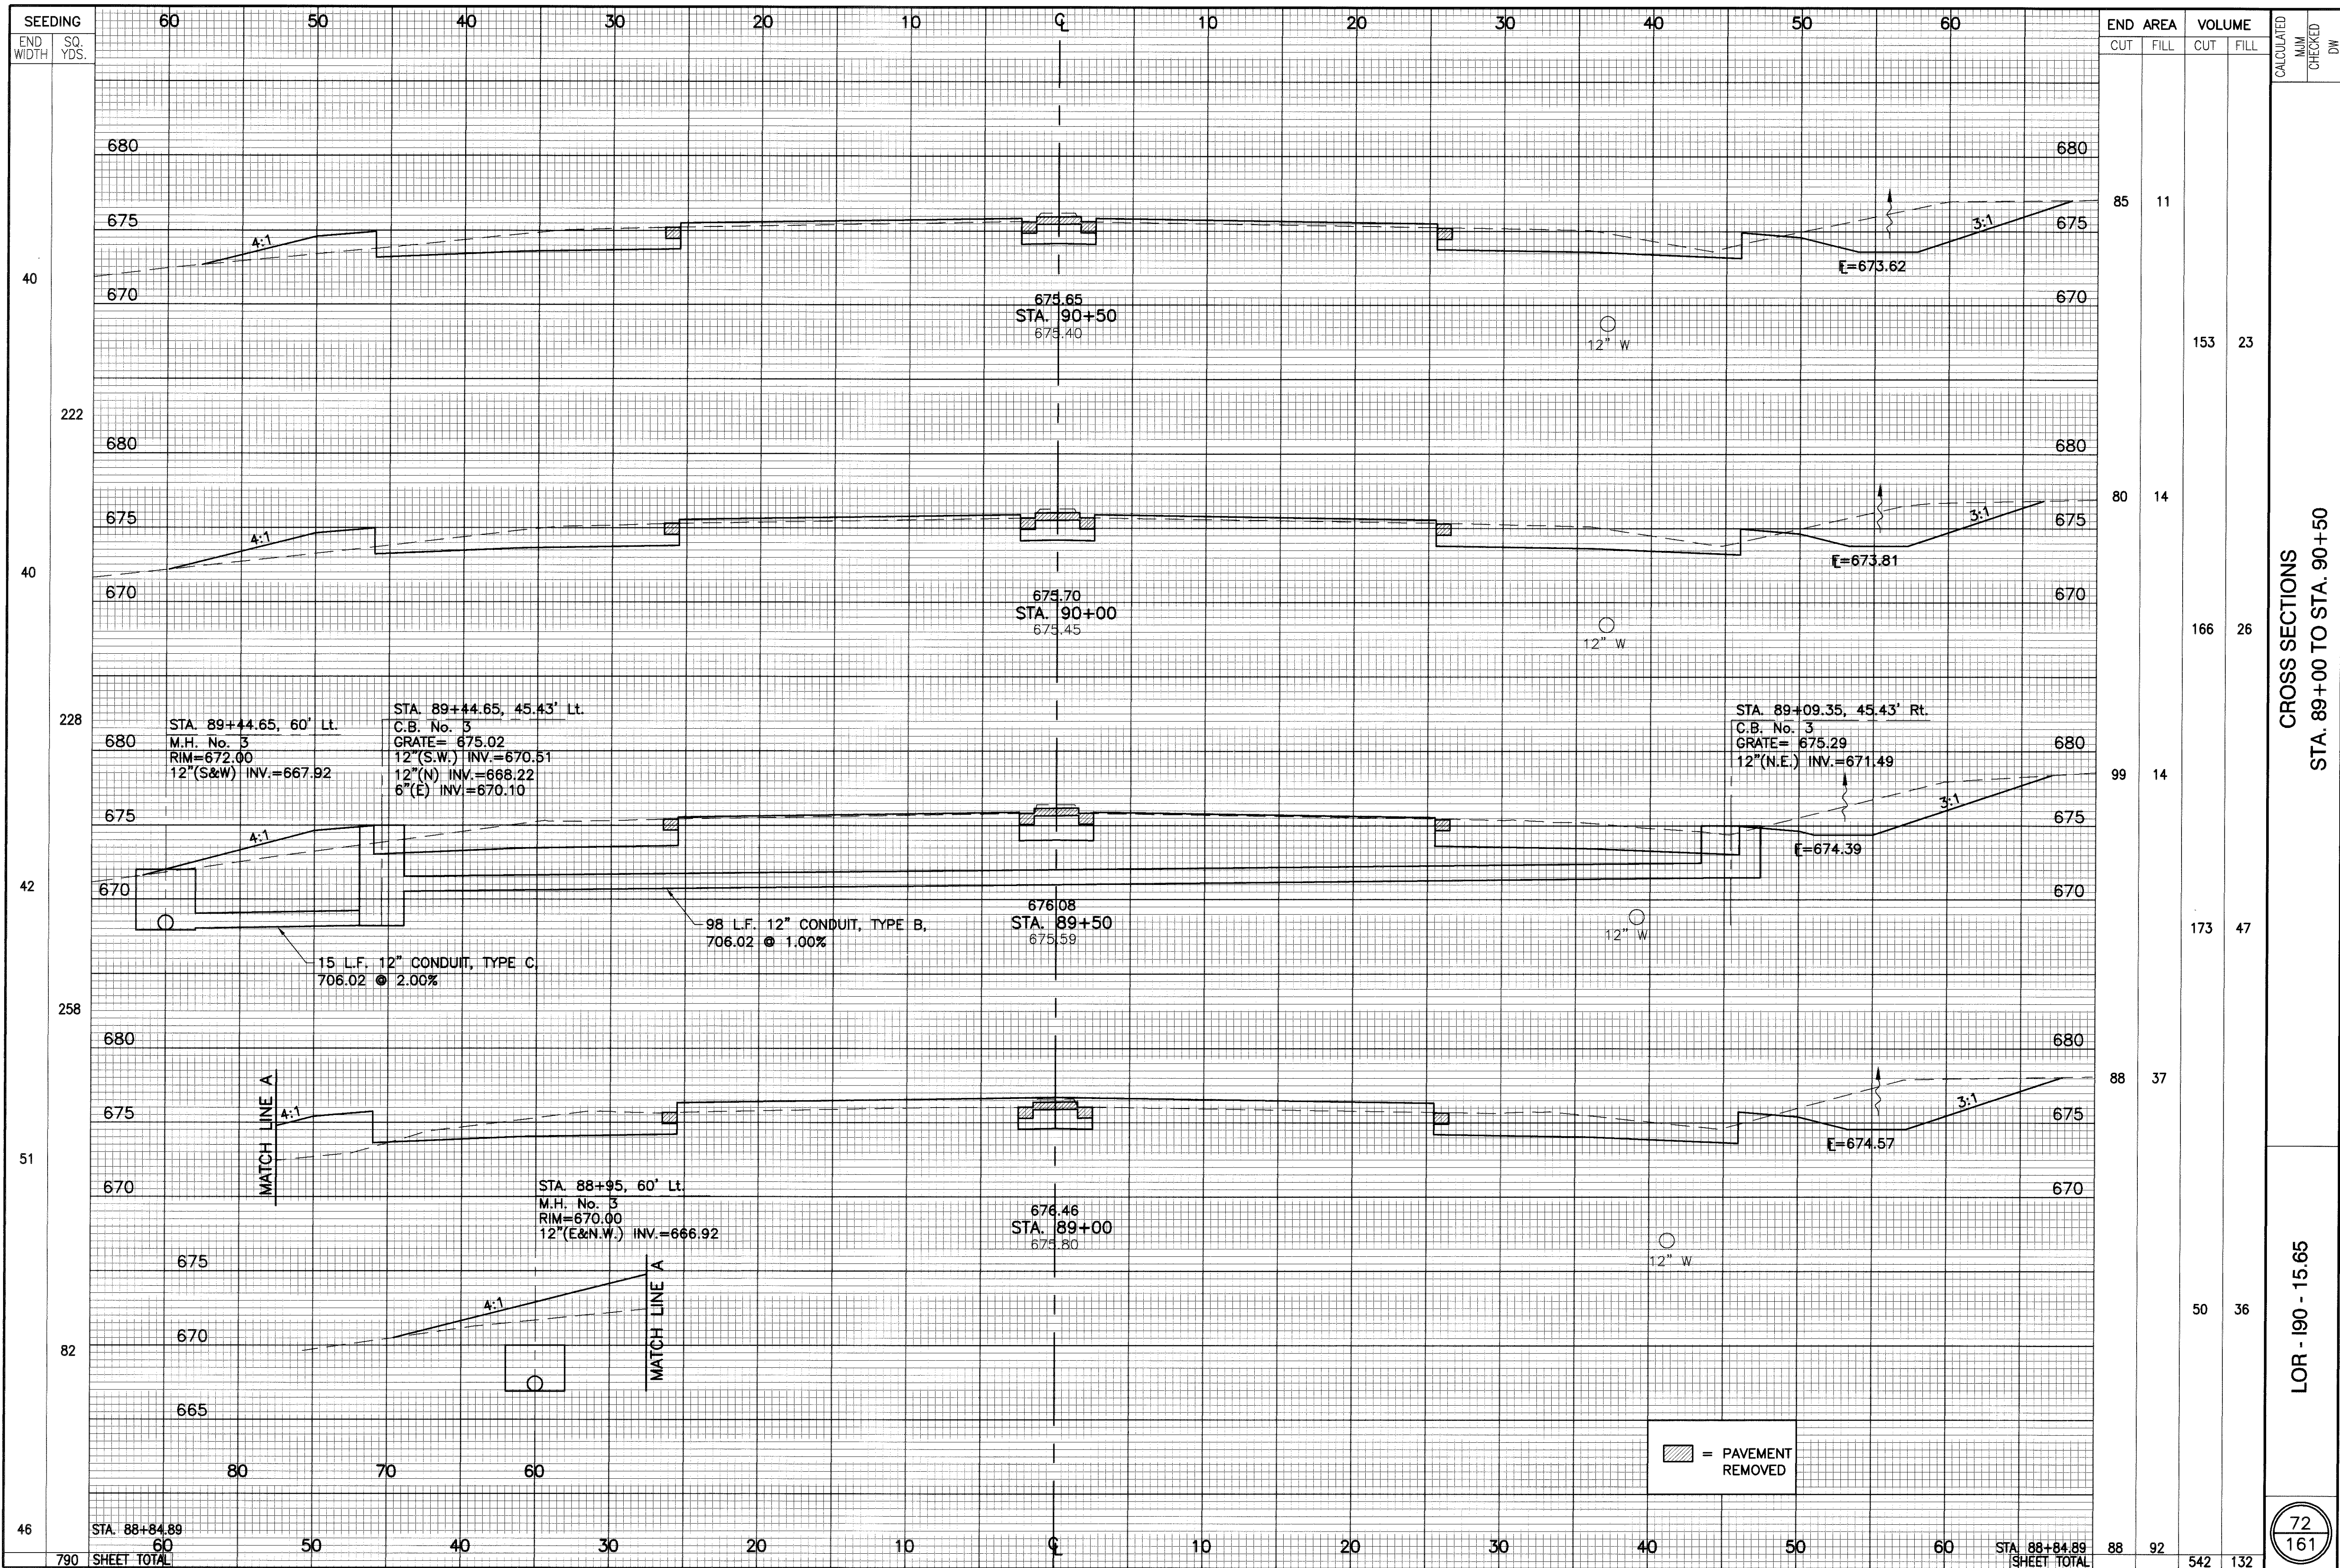 SEEDING
END WIDTH
SQ. YDS.
60 50 40 30 20 10 ℄ 10 20 30 40 50 60
END AREA
VOLUME
CUT FILL CUT FILL
CALCULATED
MJM
CHECKED
DW
680 680
85 11
675 675
4:1
3:1
℄=673.62
40
670 670
675.65
STA. 90+50
675.40
12" W
153 23
222
680 680
80 14
675 675
4:1
3:1
℄=673.81
40
670 670
675.70
STA. 90+00
675.45
12" W
166 26
228
STA. 89+44.65, 60' Lt.
M.H. No. 3
RIM=672.00
12"(S&W) INV.=667.92
STA. 89+44.65, 45.43' Lt.
C.B. No. 3
GRATE= 675.02
12"(S.W.) INV.=670.51
12"(N) INV.=668.22
6"(E) INV.=670.10
STA. 89+09.35, 45.43' Rt.
C.B. No. 3
GRATE= 675.29
12"(N.E.) INV.=671.49
680 680
99 14
675 675
4:1
3:1
℄=674.39
42
670 670
676.08
STA. 89+50
675.59
98 L.F. 12" CONDUIT, TYPE B,
706.02 @ 1.00%
15 L.F. 12" CONDUIT, TYPE C,
706.02 @ 2.00%
12" W
173 47
258
680 680
88 37
MATCH LINE A
4:1
675 675
3:1
℄=674.57
51
670 670
STA. 88+95, 60' Lt.
M.H. No. 3
RIM=670.00
12"(E&N.W.) INV.=666.92
676.46
STA. 89+00
675.80
12" W
675
4:1
MATCH LINE A
50 36
670
82
665
80 70 60
= PAVEMENT
REMOVED
46
STA. 88+84.89
60 50 40 30 20 10 ℄ 10 20 30 40 50 60
STA. 88+84.89
88 92
790 SHEET TOTAL
SHEET TOTAL
542 132
CROSS SECTIONS
STA. 89+00 TO STA. 90+50
LOR - I90 - 15.65
72
161